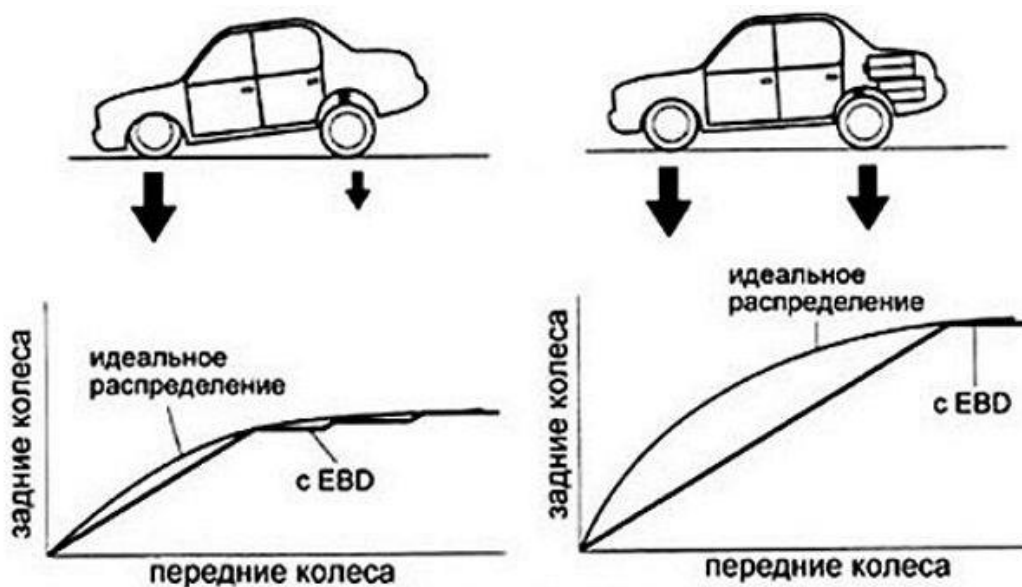 идеальное
распределение
с EBD
задние колеса
передние колеса
идеальное
распределение
с EBD
задние колеса
передние колеса